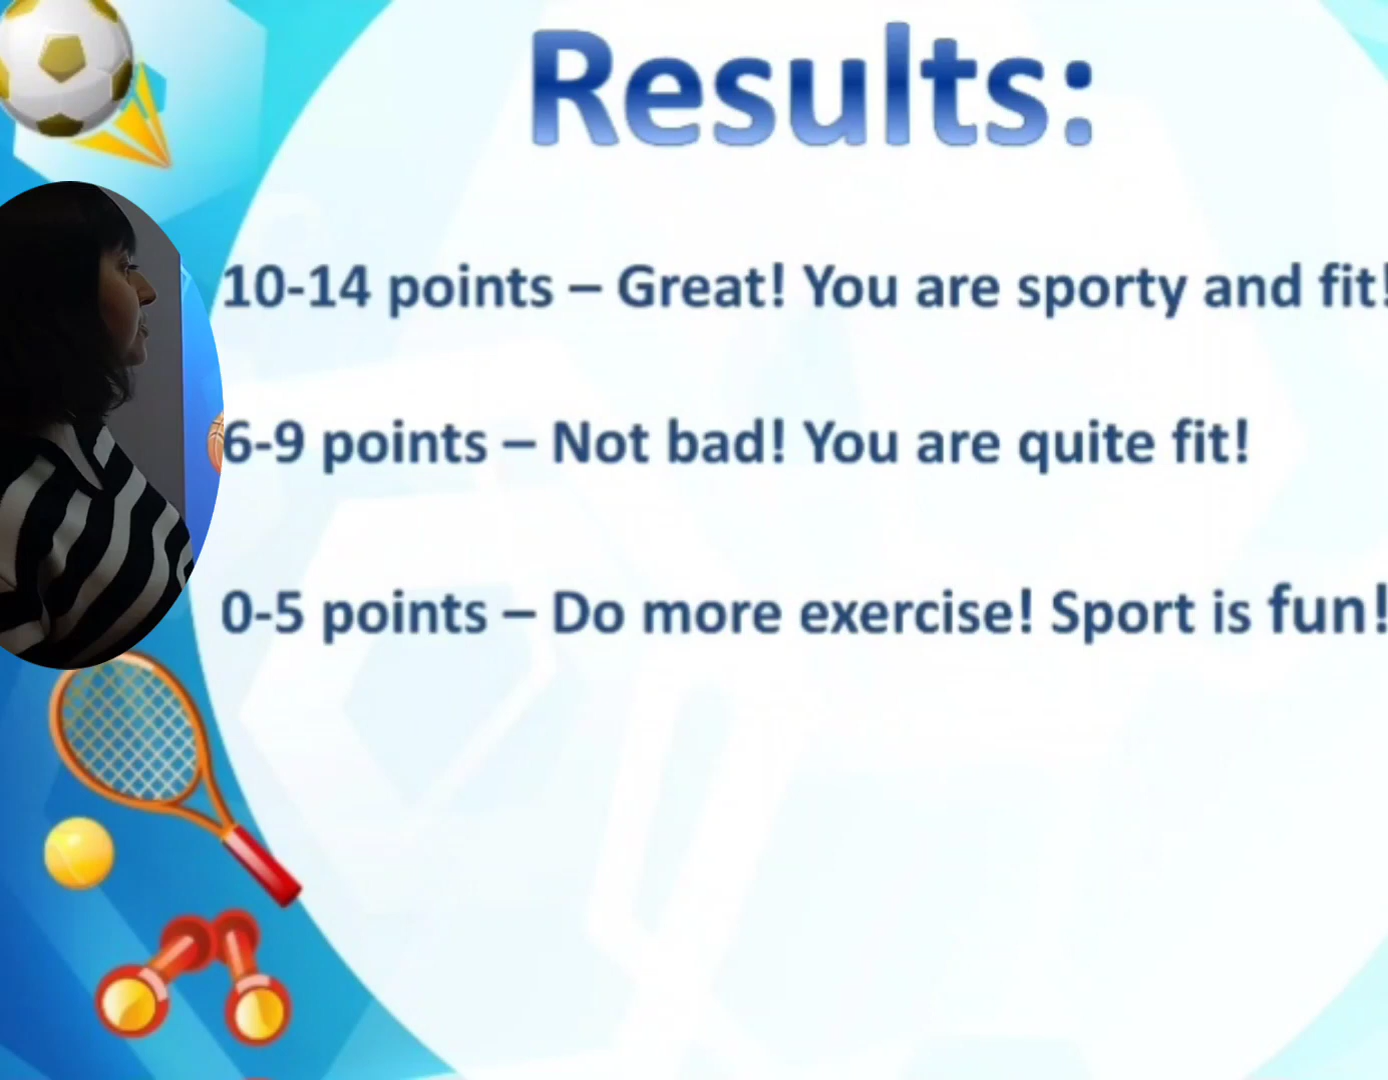 Results:
10-14 points – Great! You are sporty and fit!
6-9 points – Not bad! You are quite fit!
0-5 points – Do more exercise! Sport is fun!